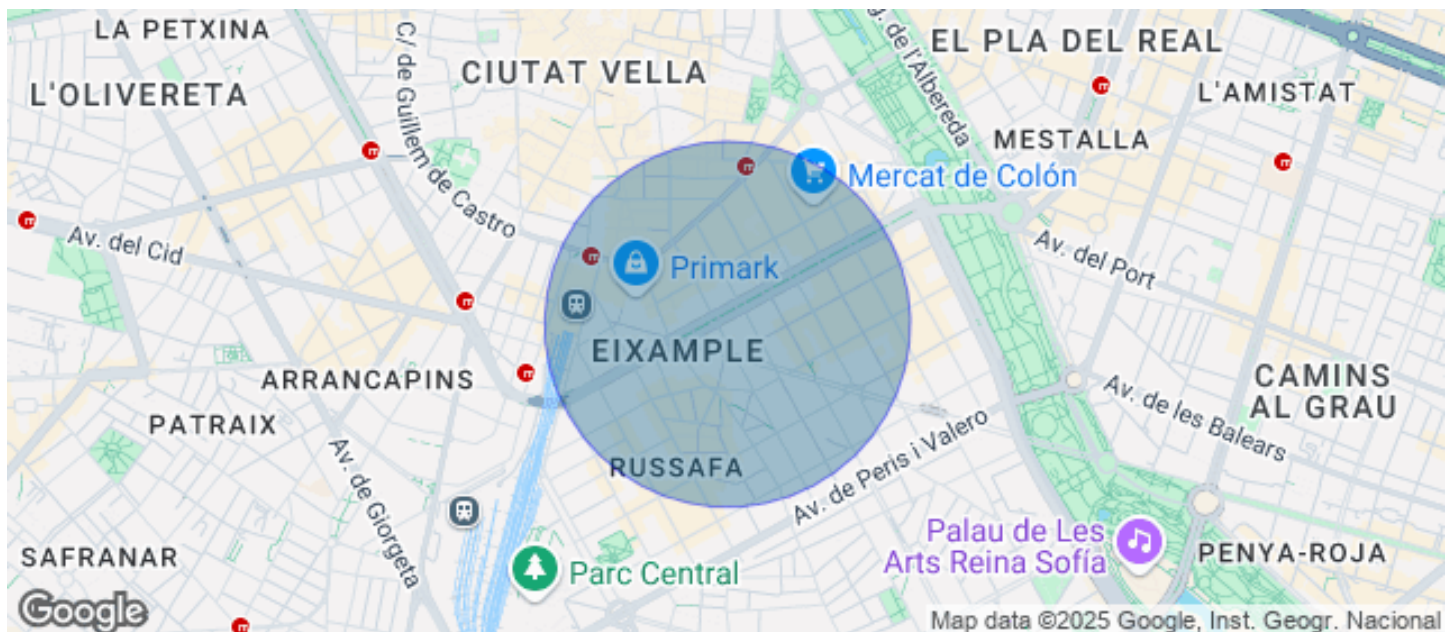 LA PETXINA
C/ de Guillem de Castro
g. de l'Albereda
EL PLA DEL REAL
CIUTAT VELLA
L'OLIVERETA
L'AMISTAT
MESTALLA
Mercat de Colón
Av. del Cid
Av. del Port
Primark
EIXAMPLE
ARRANCAPINS
CAMINS
AL GRAU
Av. de les Balears
PATRAIX
Av. de Giorgeta
RUSSAFA
Av. de Peris i Valero
Palau de Les
Arts Reina Sofía
PENYA-ROJA
SAFRANAR
Parc Central
Google
Map data ©2025 Google, Inst. Geogr. Nacional